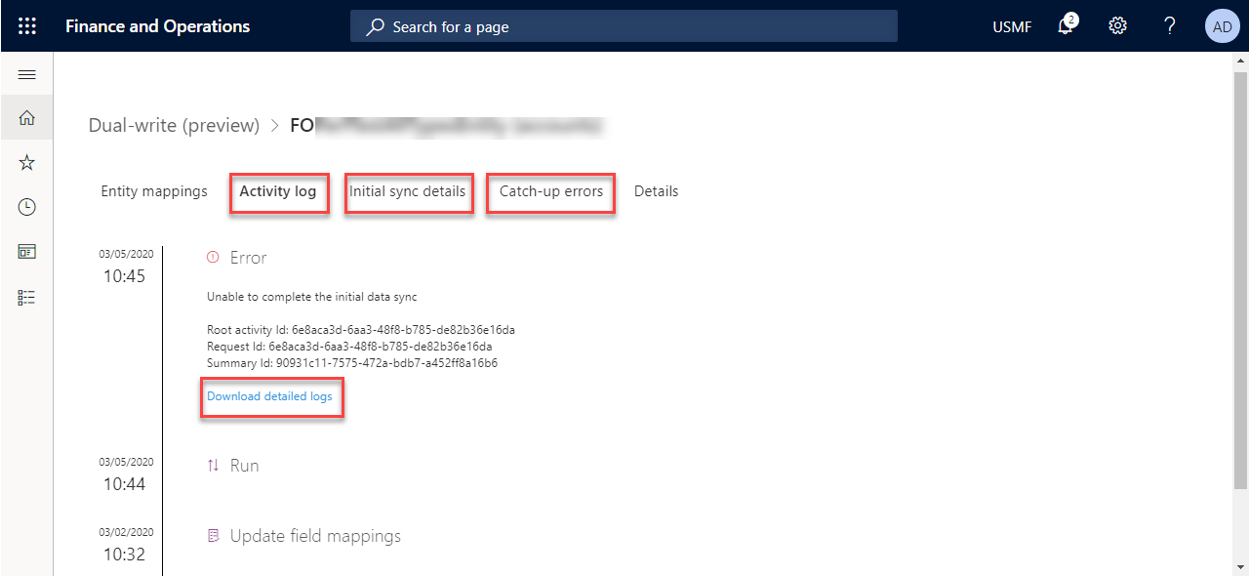 Finance and Operations
Search for a page
USMF
2
?
AD
Dual-write (preview) > FO
Entity mappings
Activity log
Initial sync details
Catch-up errors
Details
03/05/2020
10:45
Error
Unable to complete the initial data sync
Root activity Id: 6e8aca3d-6aa3-48f8-b785-de82b36e16da
Request Id: 6e8aca3d-6aa3-48f8-b785-de82b36e16da
Summary Id: 90931c11-7575-472a-bdb7-a452ff8a16b6
Download detailed logs
03/05/2020
10:44
Run
03/02/2020
10:32
Update field mappings